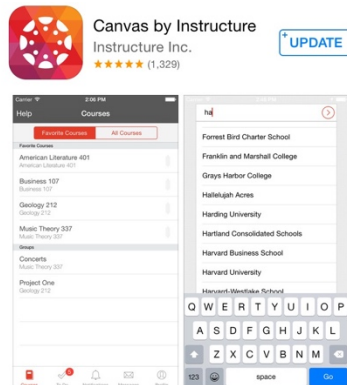 Canvas by Instructure
Instructure Inc.
(1,329)
+ UPDATE
Carrier 2:06 PM
Help Courses
Favorite Courses All Courses
Favorite Courses
American Literature 401
American Literature 401
Business 107
Business 107
Geology 212
Geology 212
Music Theory 337
Music Theory 337
Groups
Concerts
Music Theory 337
Project One
Geology 212
Courses
ha
Forrest Bird Charter School
Franklin and Marshall College
Grays Harbor College
Hallelujah Acres
Harding University
Hartland Consolidated Schools
Harvard Business School
Harvard University
Harvard-Westlake School
Q W E R T Y U I O P
A S D F G H J K L
Z X C V B N M
123 space Go